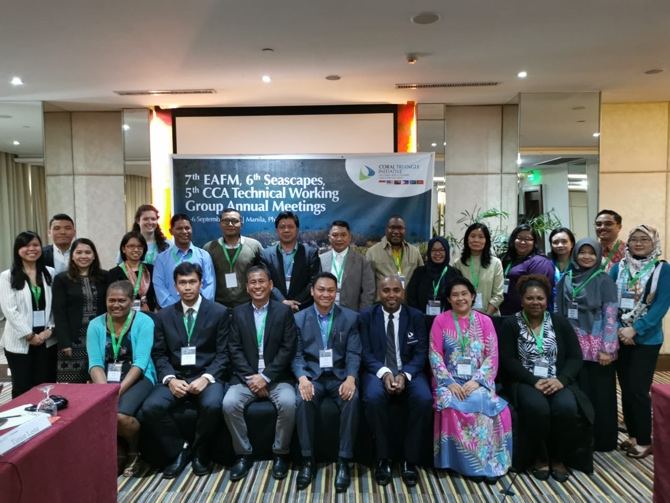 7th EAFM, 6th Seascapes,
5th CCA Technical Working
Group Annual Meetings
6 September
Manila, Ph
CORAL TRIANGLE
INITIATIVE